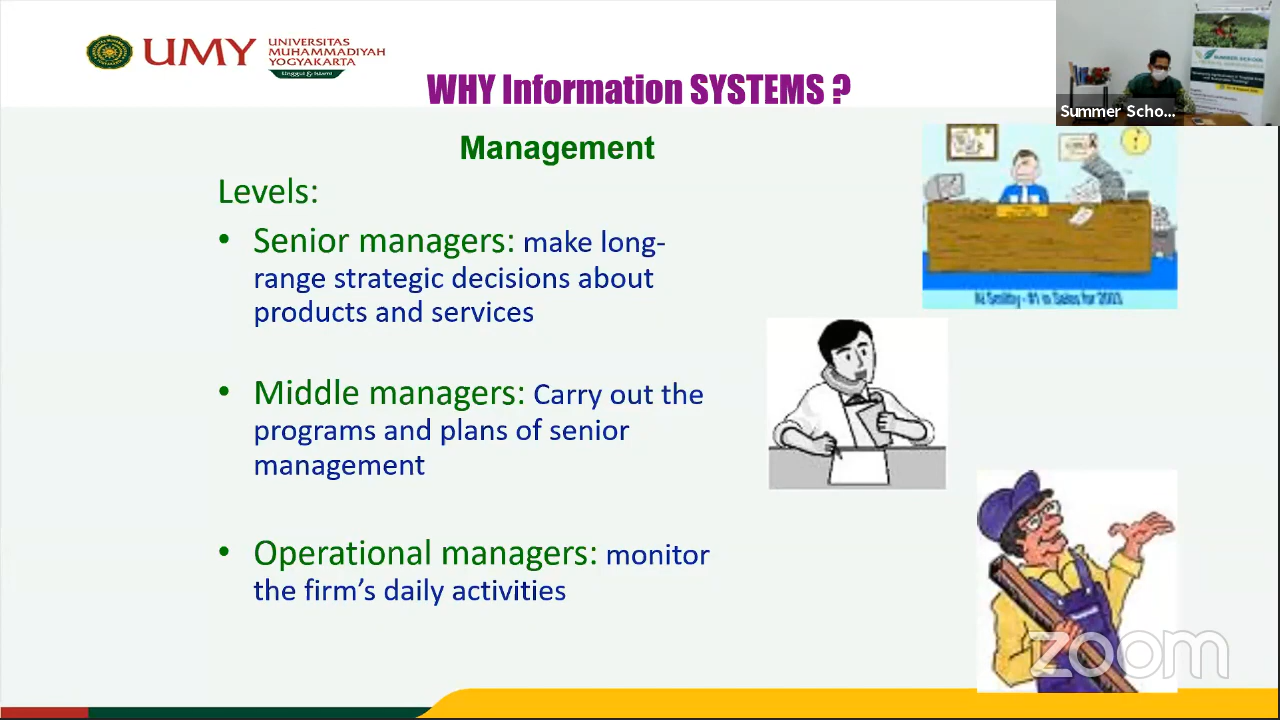 UMY
UNIVERSITAS
MUHAMMADIYAH
YOGYAKARTA
Unggul & Islami
WHY Information SYSTEMS ?
Summer Scho...
Management
Levels:
• Senior managers: make long-
range strategic decisions about
products and services
• Middle managers: Carry out the
programs and plans of senior
management
• Operational managers: monitor
the firm's daily activities
zoom